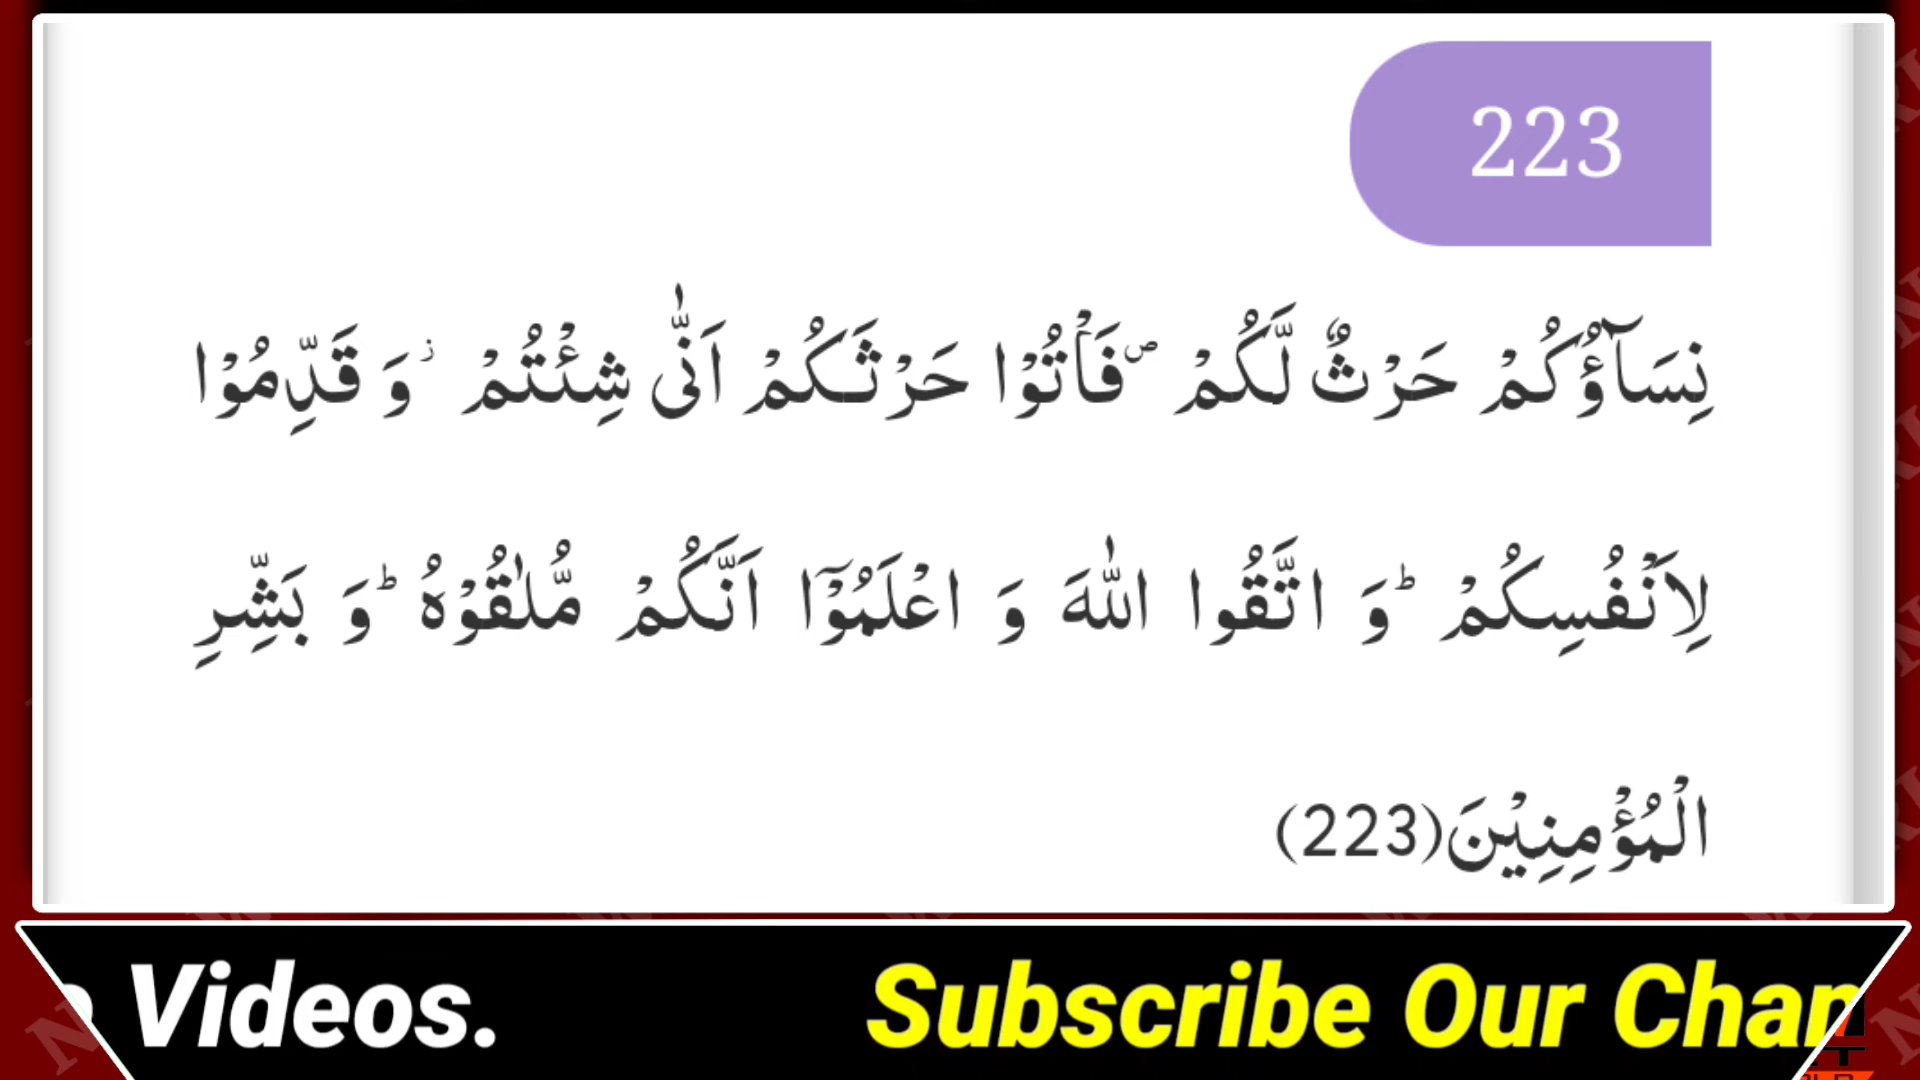 223
نِسَآؤُكُمْ حَرْثٌ لَّكُمْ ۪ فَاْتُوْا حَرْثَكُمْ اَنّٰى شِئْتُمْ ٘ وَ قَدِّمُوْا
لِاَنْفُسِكُمْ ؕ وَ اتَّقُوا اللّٰهَ وَ اعْلَمُوْۤا اَنَّكُمْ مُّلٰقُوْهُ ؕ وَ بَشِّرِ
الْمُؤْمِنِیْنَ(223)
Videos. Subscribe Our Chan